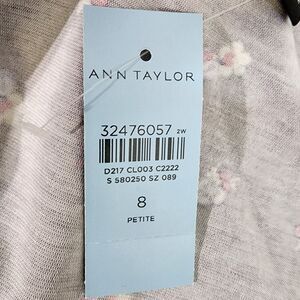 ANN TAYLOR
32476057 2W
D217 CL003 C2222
S 580250 SZ 089
8
PETITE